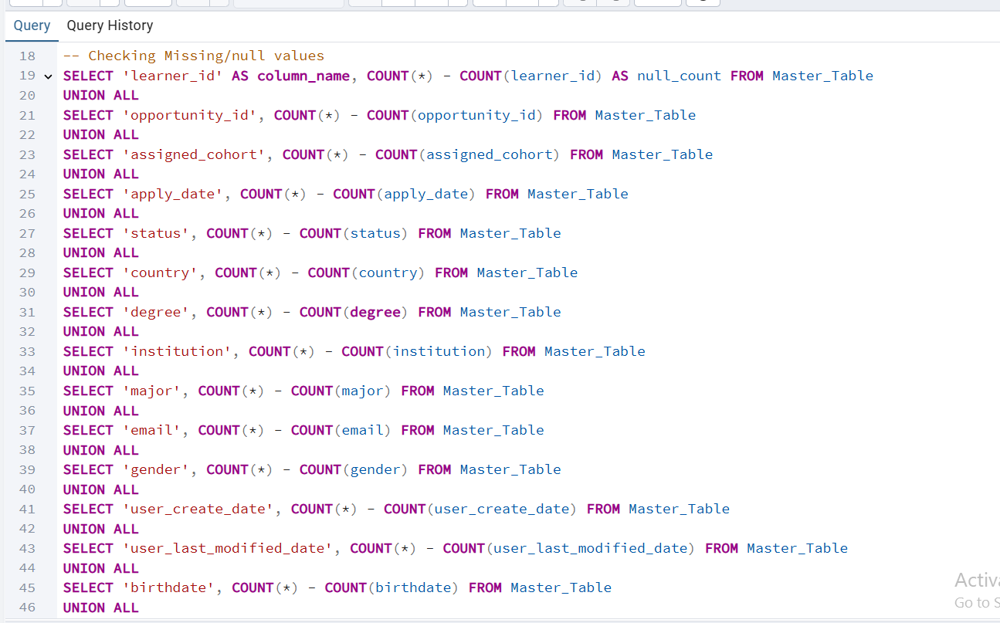 Query Query History
18 -- Checking Missing/null values
19 SELECT 'learner_id' AS column_name, COUNT(*) - COUNT(learner_id) AS null_count FROM Master_Table
20 UNION ALL
21 SELECT 'opportunity_id', COUNT(*) - COUNT(opportunity_id) FROM Master_Table
22 UNION ALL
23 SELECT 'assigned_cohort', COUNT(*) - COUNT(assigned_cohort) FROM Master_Table
24 UNION ALL
25 SELECT 'apply_date', COUNT(*) - COUNT(apply_date) FROM Master_Table
26 UNION ALL
27 SELECT 'status', COUNT(*) - COUNT(status) FROM Master_Table
28 UNION ALL
29 SELECT 'country', COUNT(*) - COUNT(country) FROM Master_Table
30 UNION ALL
31 SELECT 'degree', COUNT(*) - COUNT(degree) FROM Master_Table
32 UNION ALL
33 SELECT 'institution', COUNT(*) - COUNT(institution) FROM Master_Table
34 UNION ALL
35 SELECT 'major', COUNT(*) - COUNT(major) FROM Master_Table
36 UNION ALL
37 SELECT 'email', COUNT(*) - COUNT(email) FROM Master_Table
38 UNION ALL
39 SELECT 'gender', COUNT(*) - COUNT(gender) FROM Master_Table
40 UNION ALL
41 SELECT 'user_create_date', COUNT(*) - COUNT(user_create_date) FROM Master_Table
42 UNION ALL
43 SELECT 'user_last_modified_date', COUNT(*) - COUNT(user_last_modified_date) FROM Master_Table
44 UNION ALL
45 SELECT 'birthdate', COUNT(*) - COUNT(birthdate) FROM Master_Table
46 UNION ALL
Activ
Go to S